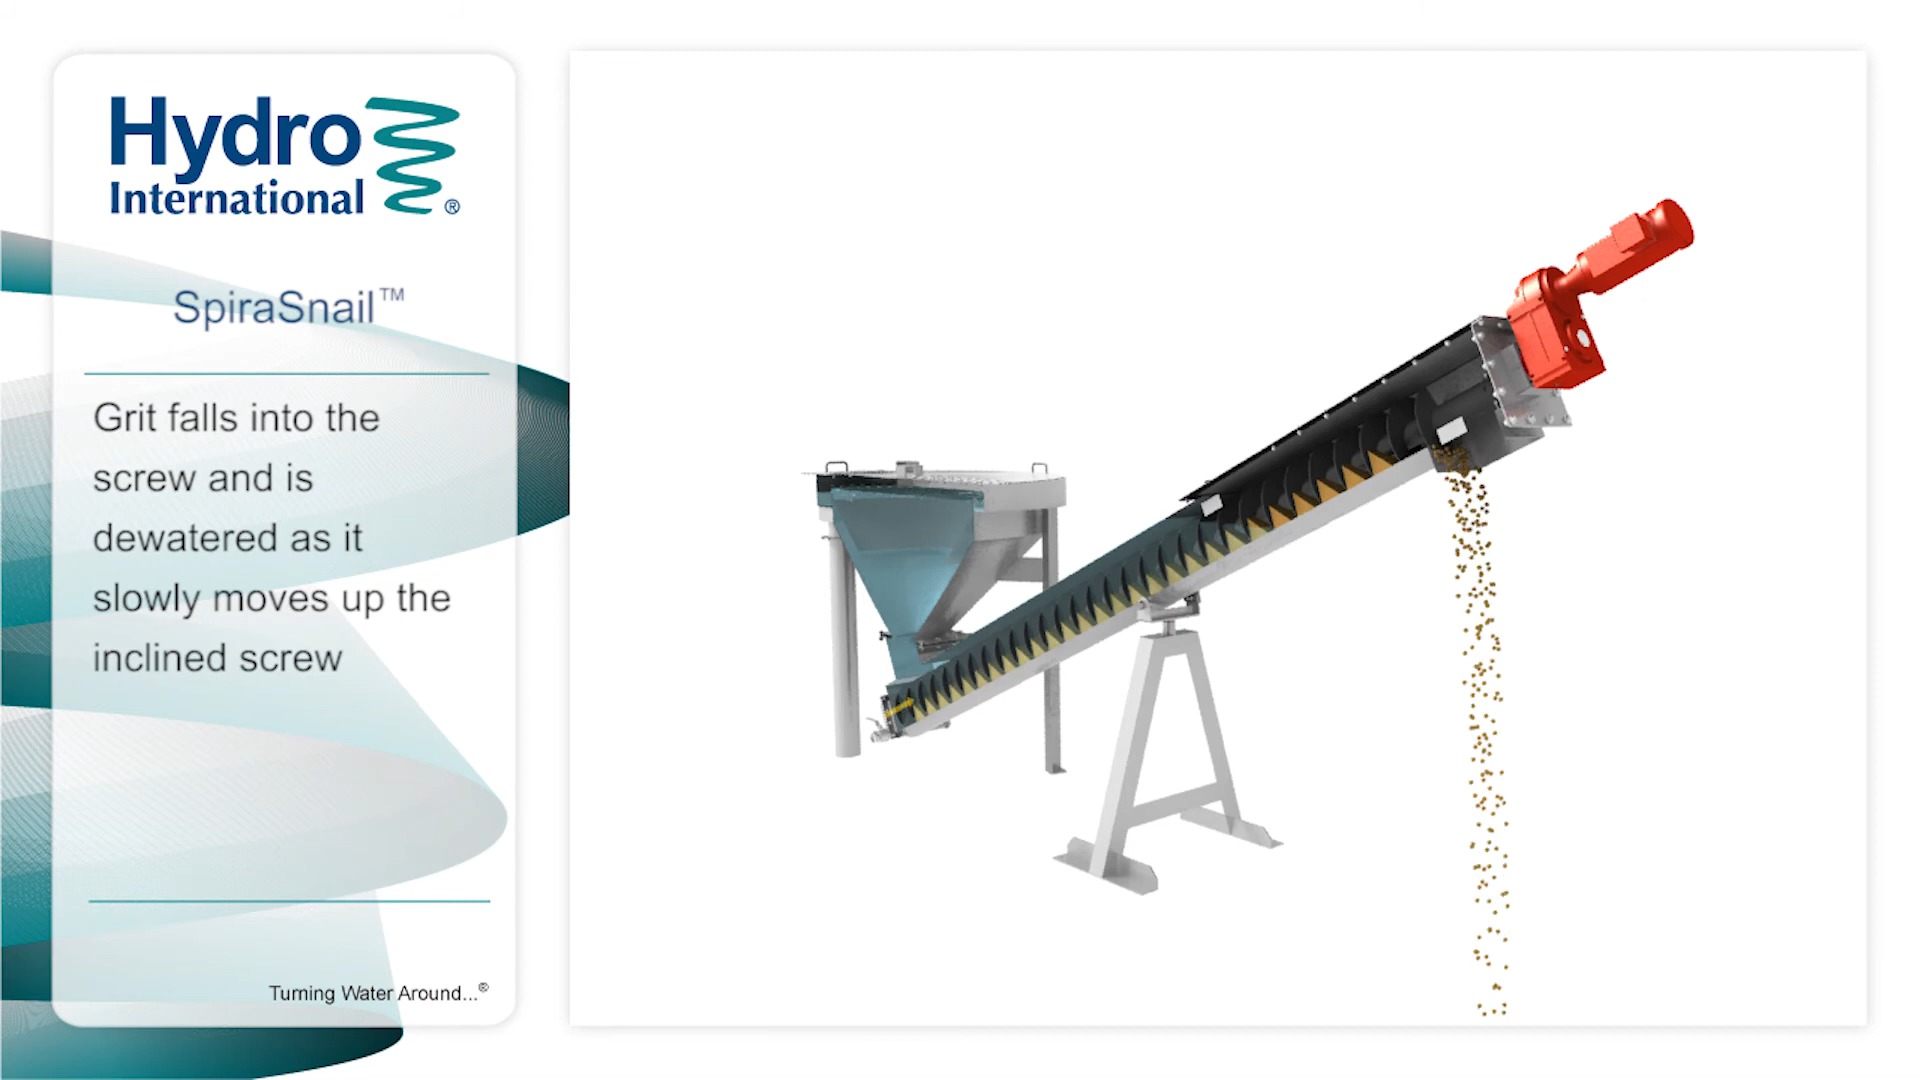 Hydro
International ®
SpiraSnail™
Grit falls into the
screw and is
dewatered as it
slowly moves up the
inclined screw
Turning Water Around...®